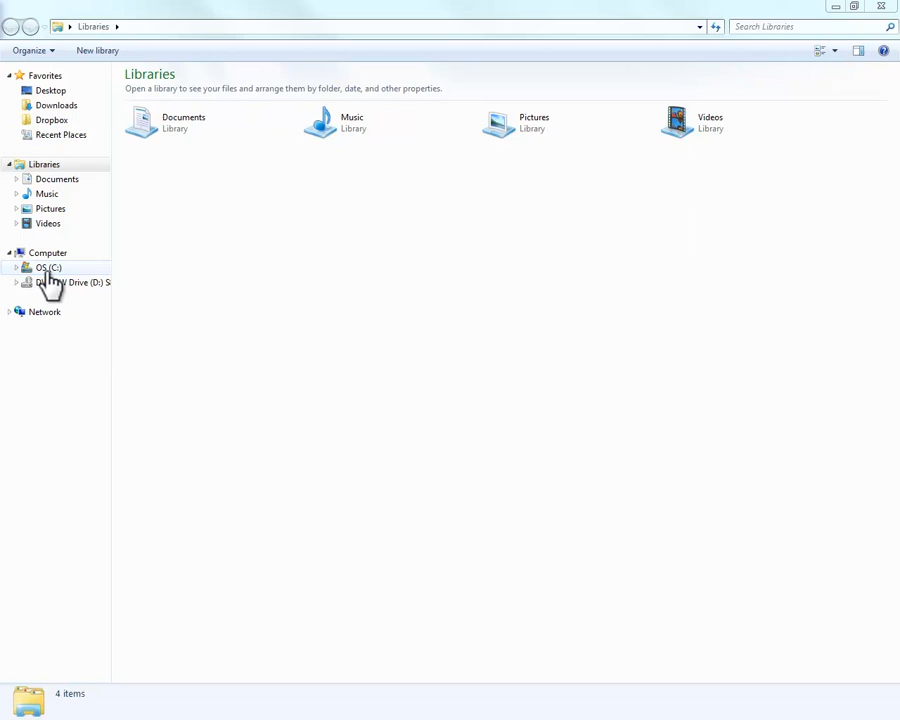 Libraries
Search Libraries
Organize
New library
Favorites
Desktop
Downloads
Dropbox
Recent Places
Libraries
Documents
Music
Pictures
Videos
Computer
OS (C:)
Drive (D:) S
Network
Libraries
Open a library to see your files and arrange them by folder, date, and other properties.
Documents
Library
Music
Library
Pictures
Library
Videos
Library
4 items